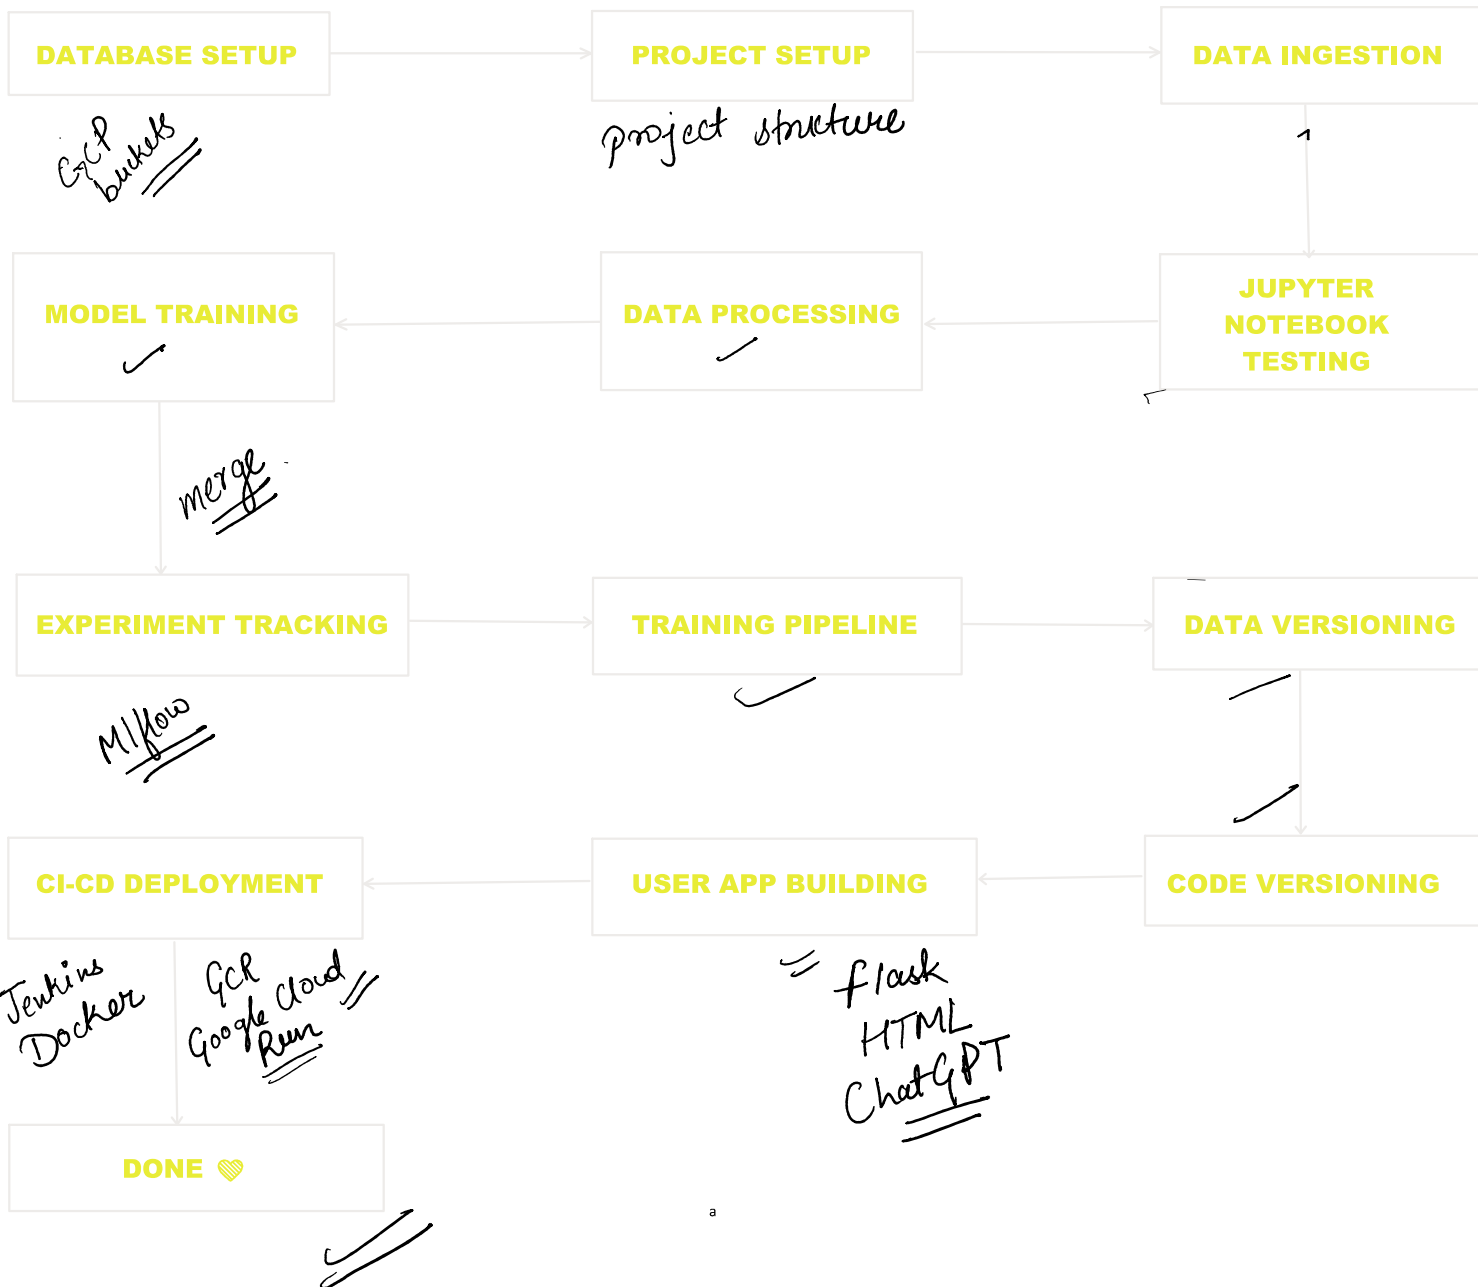 DATABASE SETUP
PROJECT SETUP
DATA INGESTION
GCP
buckets
project structure
MODEL TRAINING
DATA PROCESSING
JUPYTER
NOTEBOOK
TESTING
merge
EXPERIMENT TRACKING
TRAINING PIPELINE
DATA VERSIONING
Mlflow
CI-CD DEPLOYMENT
USER APP BUILDING
CODE VERSIONING
Jenkins
Docker
GCR
Google Cloud
Run
flask
HTML
ChatGPT
DONE
a